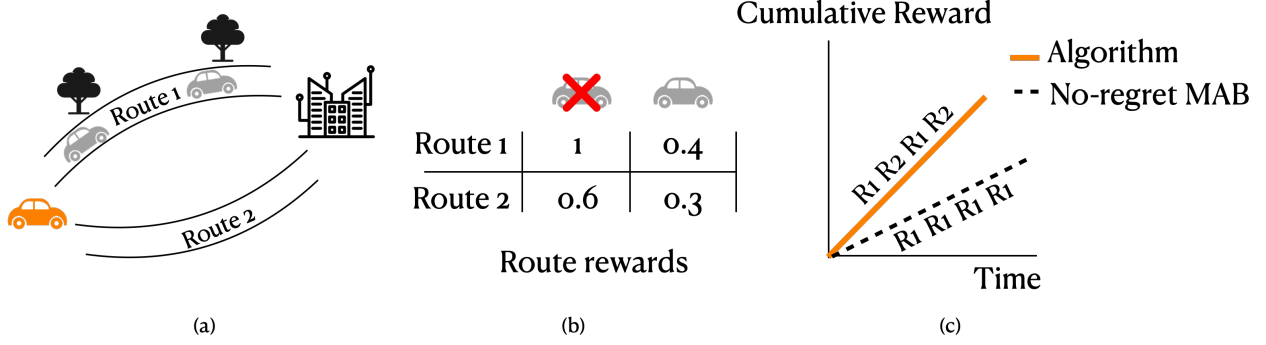 Route 1
Route 2
(a)
Route 1 1 0.4
Route 2 0.6 0.3
Route rewards
(b)
Cumulative Reward
Algorithm
No-regret MAB
R1 R2 R1 R2
R1 R1 R1 R1
Time
(c)